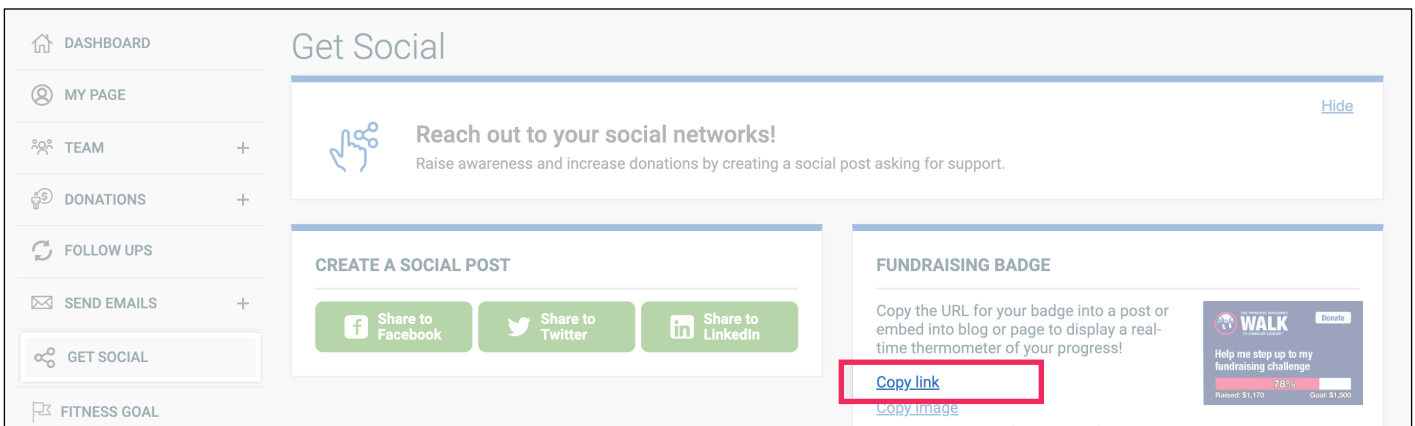 DASHBOARD
MY PAGE
TEAM
DONATIONS
FOLLOW UPS
SEND EMAILS
GET SOCIAL
FITNESS GOAL
Get Social
Hide
Reach out to your social networks!
Raise awareness and increase donations by creating a social post asking for support.
CREATE A SOCIAL POST
Share to
Facebook
Share to
Twitter
Share to
LinkedIn
FUNDRAISING BADGE
Copy the URL for your badge into a post or
embed into blog or page to display a real-
time thermometer of your progress!
Copy link
Copy image
WALK
Donate
Help me step up to my
fundraising challenge
78%
Raised: $1,170 Goal: $1,500